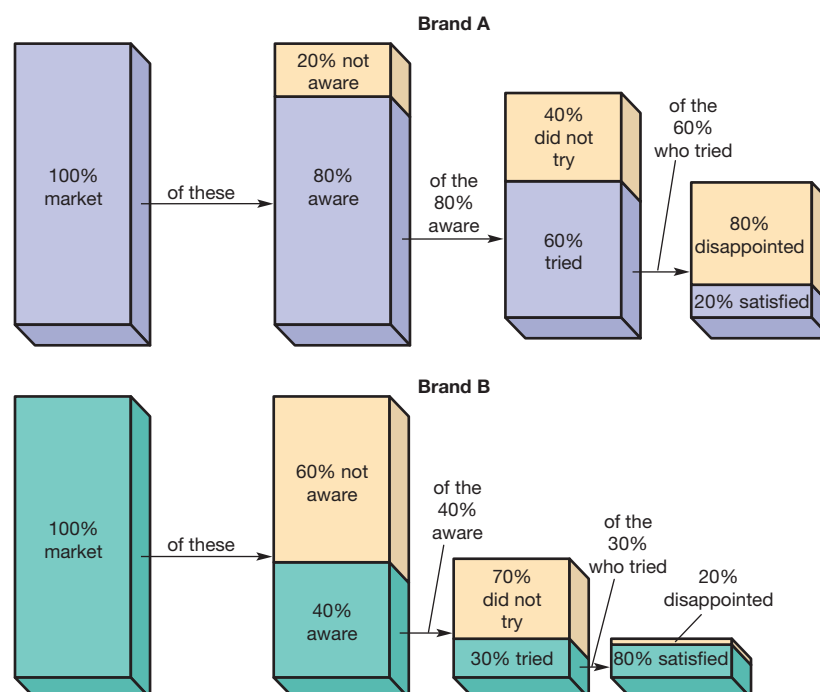 Brand A
100%
market
of these
20% not
aware
80%
aware
of the
80%
aware
40%
did not
try
60%
tried
of the
60%
who tried
80%
disappointed
20% satisfied
Brand B
100%
market
of these
60% not
aware
40%
aware
of the
40%
aware
70%
did not
try
30% tried
of the
30%
who tried
20%
disappointed
80% satisfied